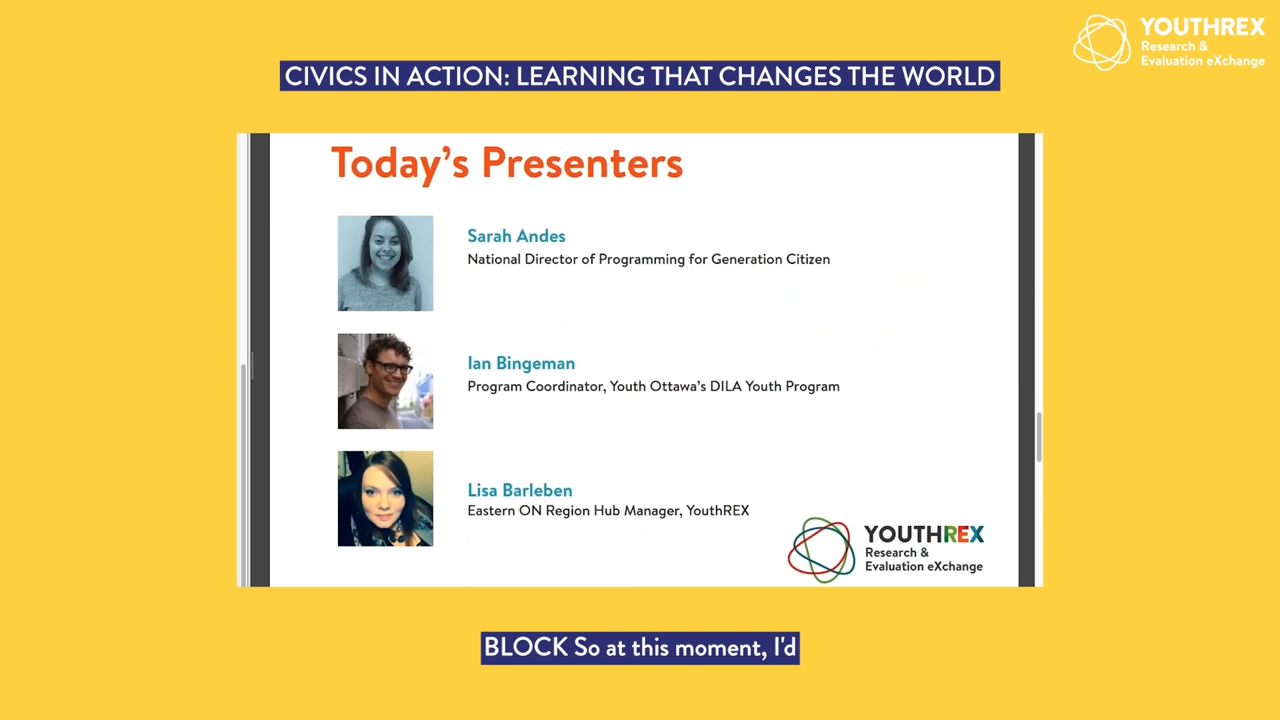 YOUTHREX
Research &
Evaluation eXchange
CIVICS IN ACTION: LEARNING THAT CHANGES THE WORLD
Today's Presenters
Sarah Andes
National Director of Programming for Generation Citizen
Ian Bingeman
Program Coordinator, Youth Ottawa's DILA Youth Program
Lisa Barleben
Eastern ON Region Hub Manager, YouthREX
YOUTHREX
Research &
Evaluation eXchange
BLOCK So at this moment, I'd